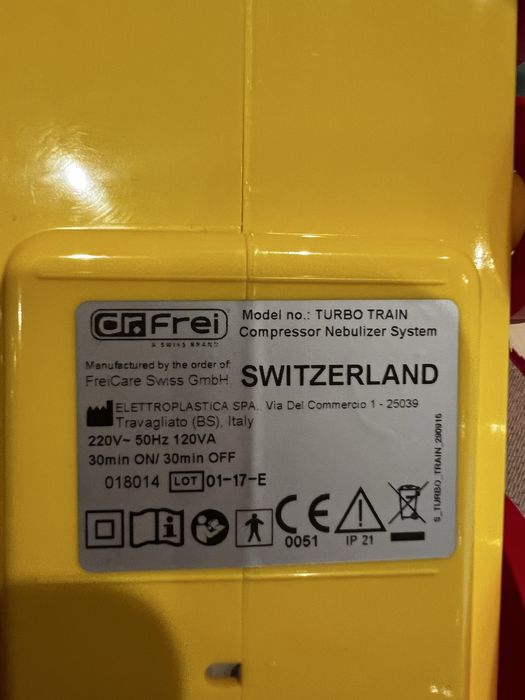 dr.Frei
A SWISS BRAND
Model no.: TURBO TRAIN
Compressor Nebulizer System
Manufactured by the order of:
FreiCare Swiss GmbH, SWITZERLAND
ELETTROPLASTICA SPA., Via Del Commercio 1 - 25039
Travagliato (BS), Italy
220V~ 50Hz 120VA
30min ON/ 30min OFF
018014 LOT 01-17-E
CE
0051
IP 21
S_TURBO_TRAIN_290915